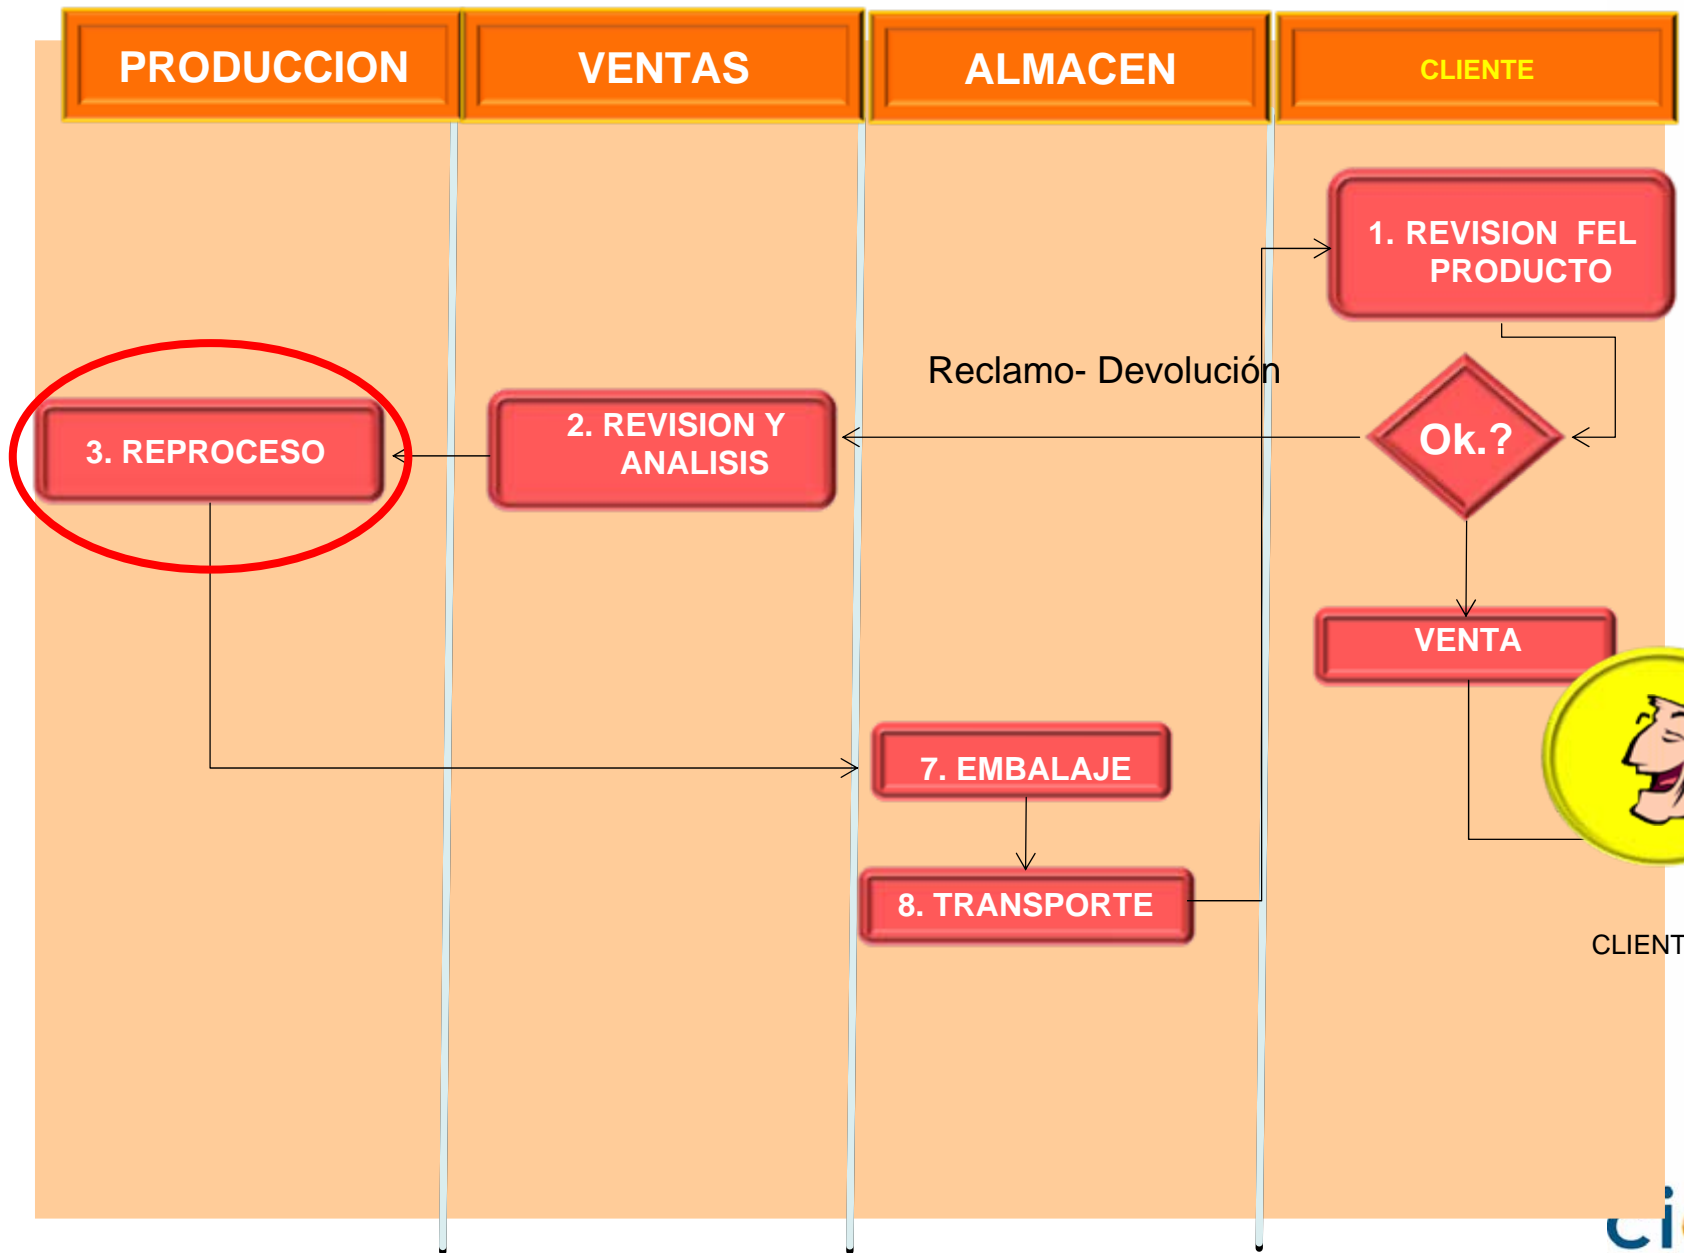 PRODUCCION
VENTAS
ALMACEN
CLIENTE
1. REVISION FEL
PRODUCTO
Reclamo- Devolución
Ok.?
2. REVISION Y
ANALISIS
3. REPROCESO
VENTA
7. EMBALAJE
8. TRANSPORTE
CLIENT